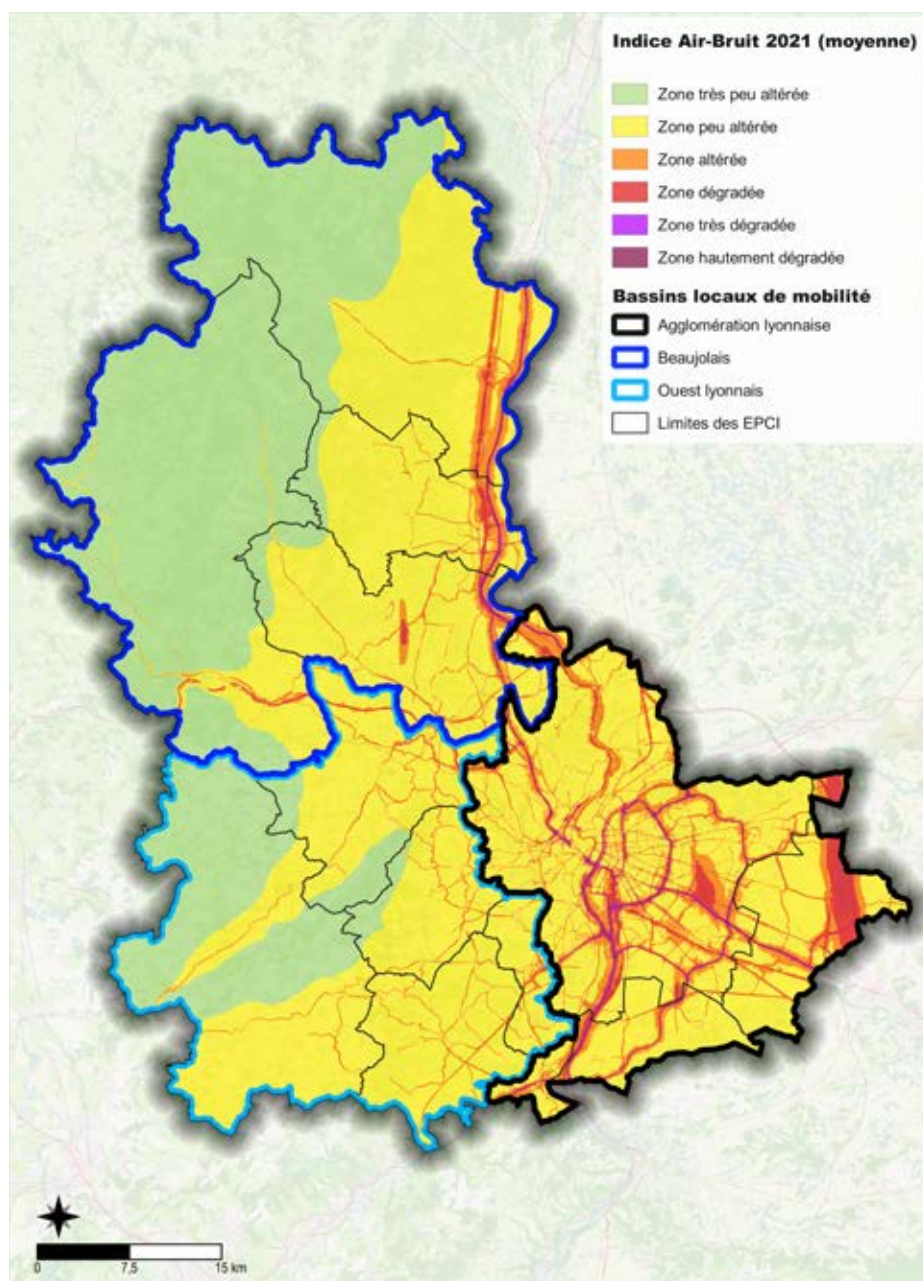 Indice Air-Bruit 2021 (moyenne)
Zone très peu altérée
Zone peu altérée
Zone altérée
Zone dégradée
Zone très dégradée
Zone hautement dégradée
Bassins locaux de mobilité
Agglomération lyonnaise
Beaujolais
Ouest lyonnais
Limites des EPCI
0 7,5 15 km